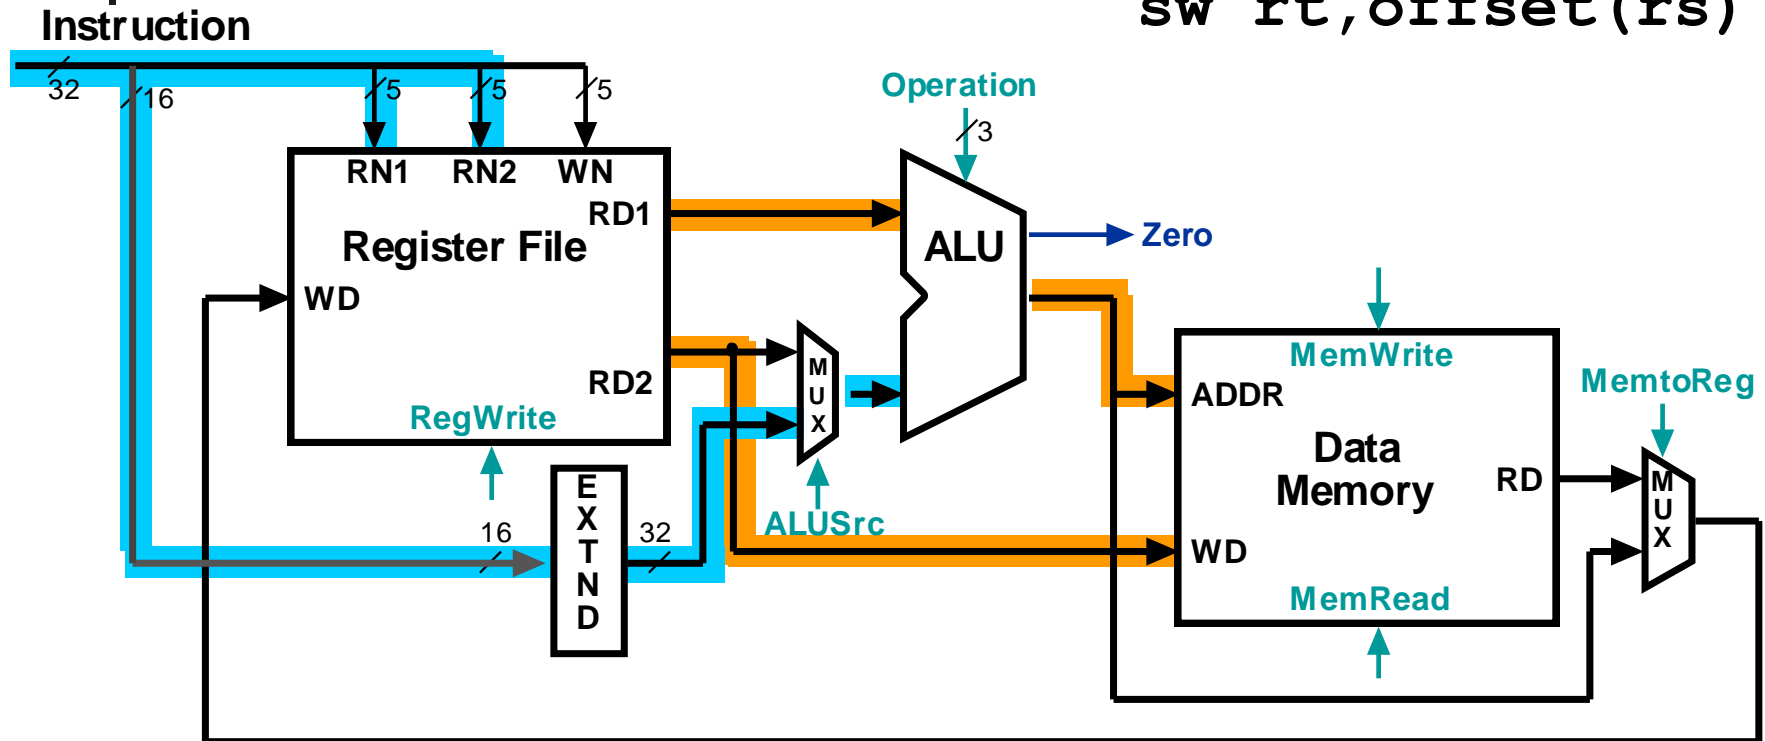 sw rt,offset(rs)
Instruction
32
16
5
5
5
Operation
3
RN1 RN2 WN
RD1
Register File
ALU
Zero
WD
MUX
MemWrite
RD2
ADDR
MemtoReg
RegWrite
Data
Memory
RD
MUX
EXTND
16
32
ALUSrc
WD
MemRead